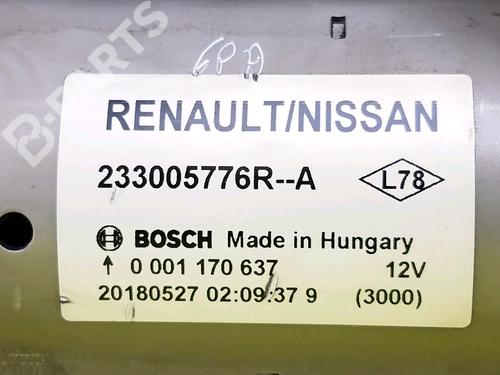 B-PARTS
6PA
RENAULT/NISSAN
233005776R--A
L78
BOSCH Made in Hungary
0 001 170 637 12V
20180527 02:09:37 9 (3000)